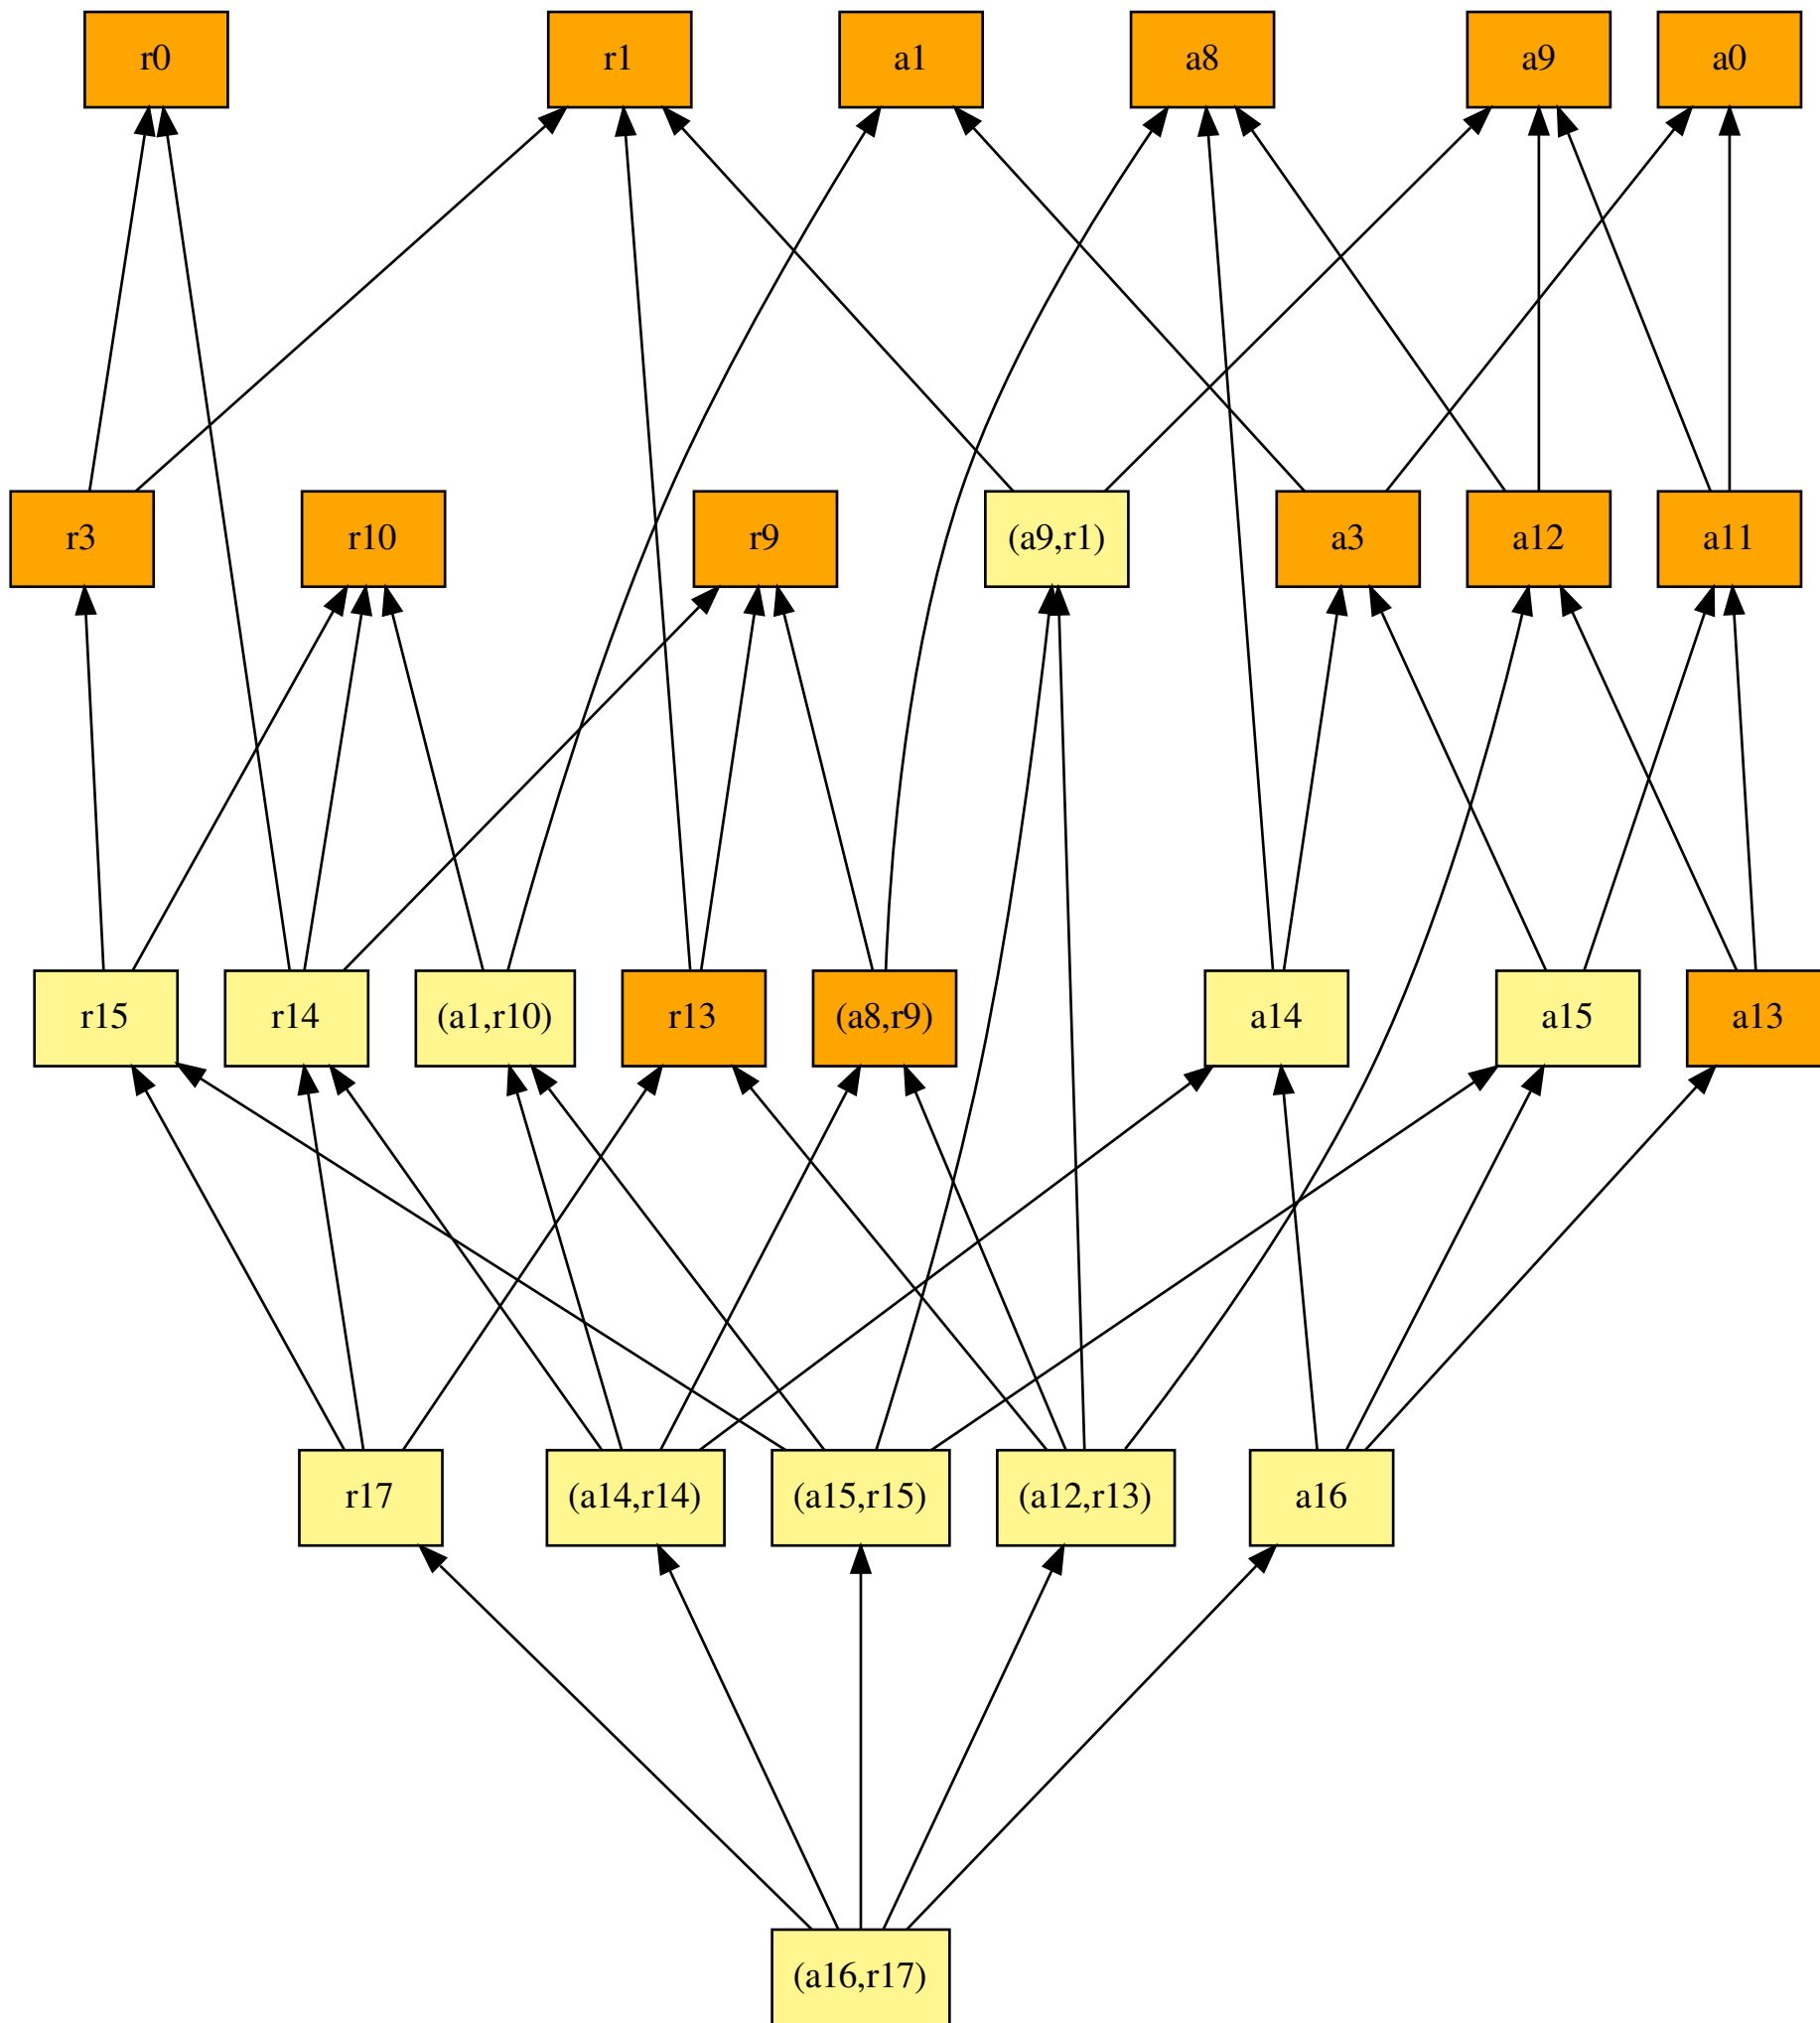 r0
r1
a1
a8
a9
a0
r3
r10
r9
(a9,r1)
a3
a12
a11
r15
r14
(a1,r10)
r13
(a8,r9)
a14
a15
a13
r17
(a14,r14)
(a15,r15)
(a12,r13)
a16
(a16,r17)